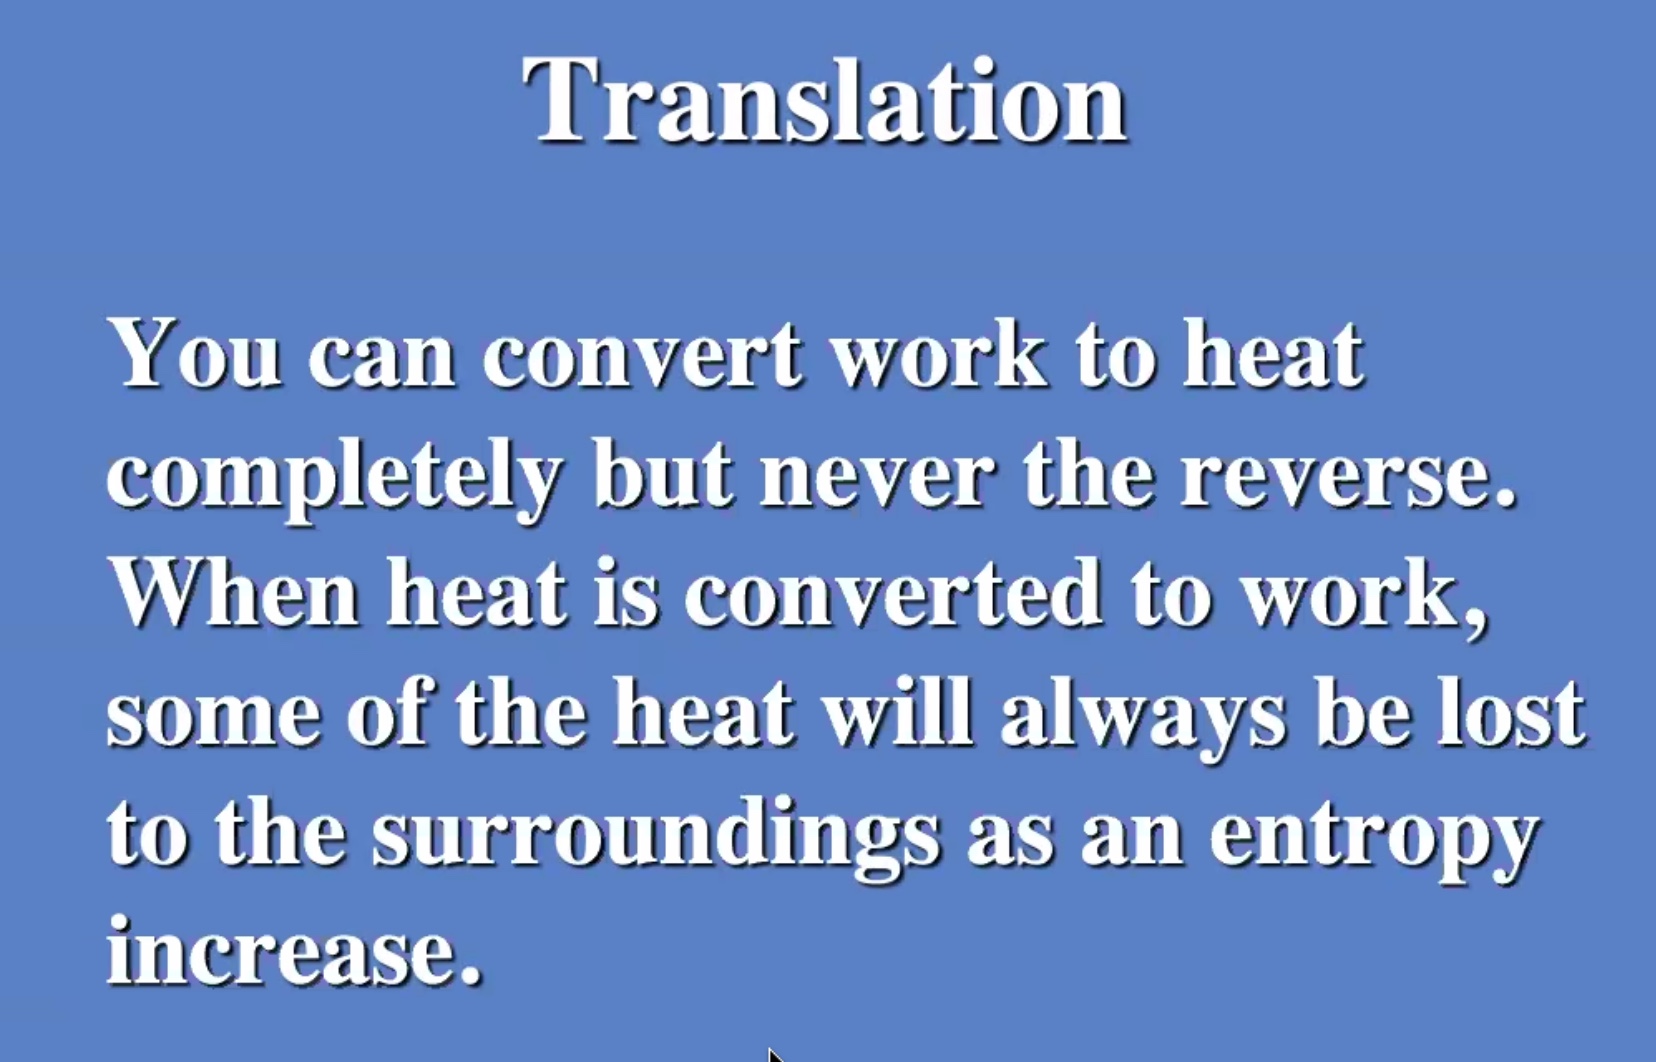 Translation
You can convert work to heat
completely but never the reverse.
When heat is converted to work,
some of the heat will always be lost
to the surroundings as an entropy
increase.